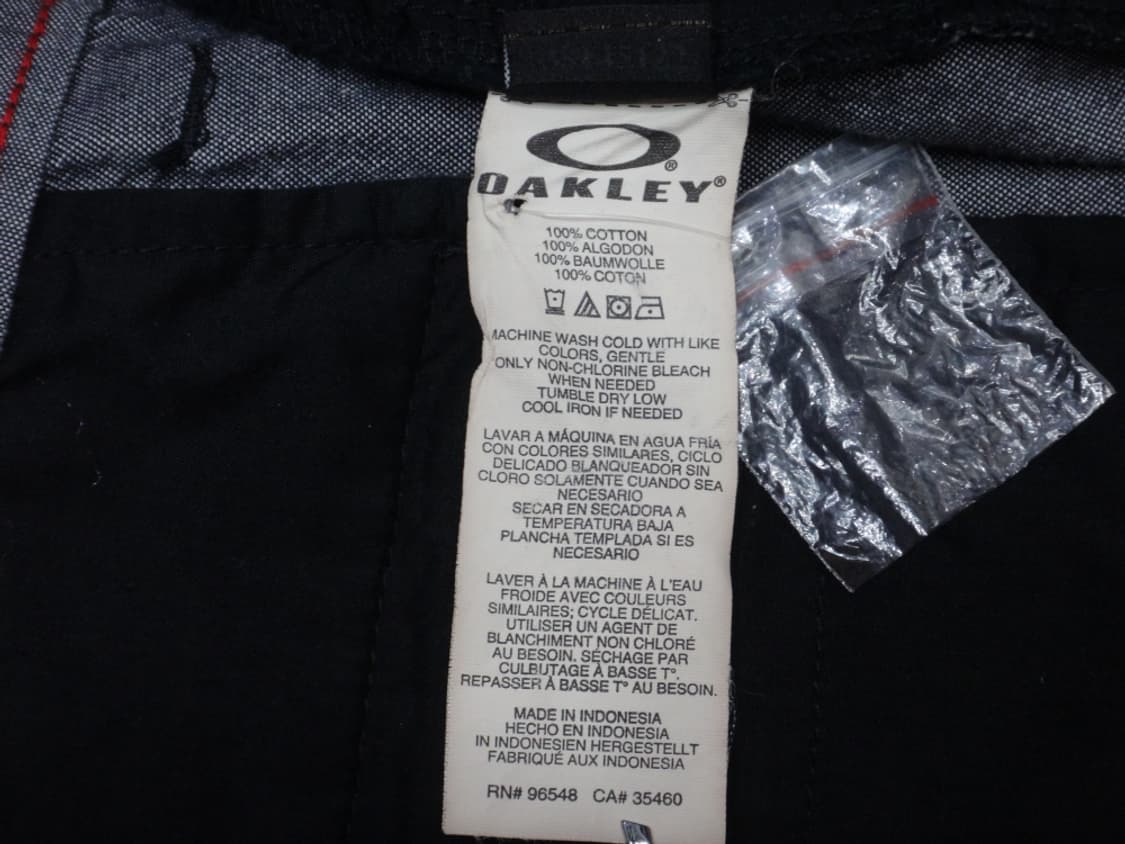 OAKLEY®
100% COTTON
100% ALGODON
100% BAUMWOLLE
100% COTON
MACHINE WASH COLD WITH LIKE
COLORS, GENTLE
ONLY NON-CHLORINE BLEACH
WHEN NEEDED
TUMBLE DRY LOW
COOL IRON IF NEEDED
LAVAR A MÁQUINA EN AGUA FRÍA
CON COLORES SIMILARES, CICLO
DELICADO BLANQUEADOR SIN
CLORO SOLAMENTE CUANDO SEA
NECESARIO
SECAR EN SECADORA A
TEMPERATURA BAJA
PLANCHA TEMPLADA SI ES
NECESARIO
LAVER À LA MACHINE À L'EAU
FROIDE AVEC COULEURS
SIMILAIRES; CYCLE DÉLICAT.
UTILISER UN AGENT DE
BLANCHIMENT NON CHLORÉ
AU BESOIN. SÉCHAGE PAR
CULBUTAGE À BASSE T°.
REPASSER À BASSE T° AU BESOIN.
MADE IN INDONESIA
HECHO EN INDONESIA
IN INDONESIEN HERGESTELLT
FABRIQUÉ AUX INDONESIA
RN# 96548 CA# 35460